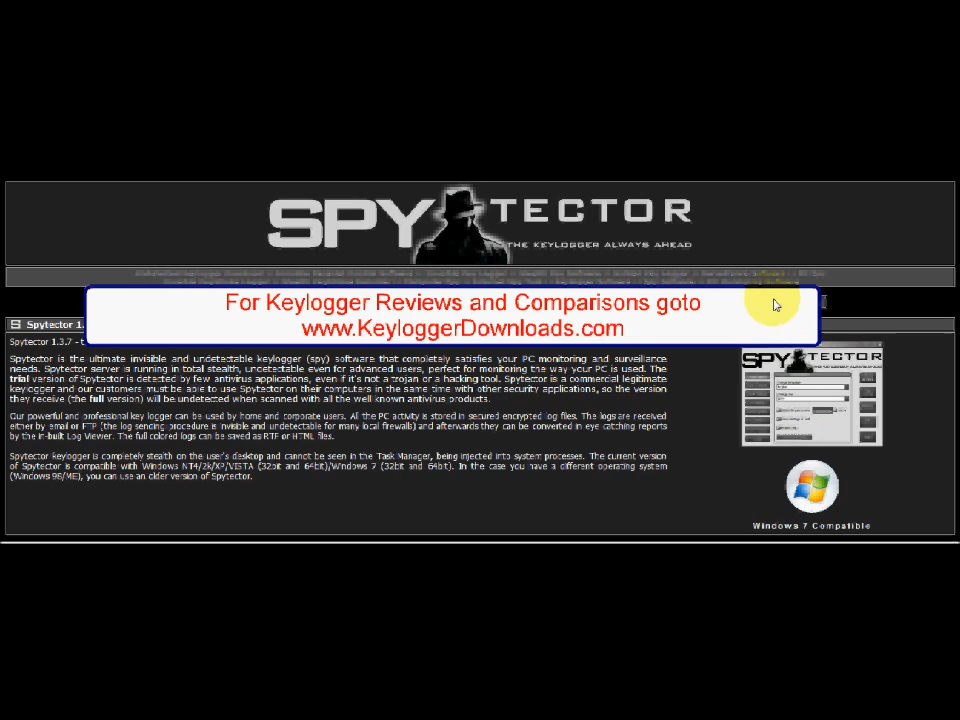 SPY TECTOR
THE KEYLOGGER ALWAYS AHEAD
For Keylogger Reviews and Comparisons goto
www.KeyloggerDownloads.com
Spytector 1.
Spytector 1.3.7 - t
Spytector is the ultimate invisible and undetectable keylogger (spy) software that completely satisfies your PC monitoring and surveillance
needs. Spytector server is running in total stealth, undetectable even for advanced users, perfect for monitoring the way your PC is used. The
trial version of Spytector is detected by few antivirus applications, even if it's not a trojan or a hacking tool. Spytector is a commercial legitimate
keylogger and our customers must be able to use Spytector on their computers in the same time with other security applications, so the version
they receive (the full version) will be undetected when scanned with all the well known antivirus products.
Our powerful and professional key logger can be used by home and corporate users. All the PC activity is stored in secured encrypted log files. The logs are received
either by email or FTP (the log sending procedure is invisible and undetectable for many local firewalls) and afterwards they can be converted in eye catching reports
by the in-built Log Viewer. The full colored logs can be saved as RTF or HTML files.
Spytector keylogger is completely stealth on the user's desktop and cannot be seen in the Task Manager, being injected into system processes. The current version
of Spytector is compatible with Windows NT4/2k/XP/VISTA (32bit and 64bit)/Windows 7 (32bit and 64bit). In the case you have a different operating system
(Windows 98/ME), you can use an older version of Spytector.
SPY TECTOR
Windows 7 Compatible